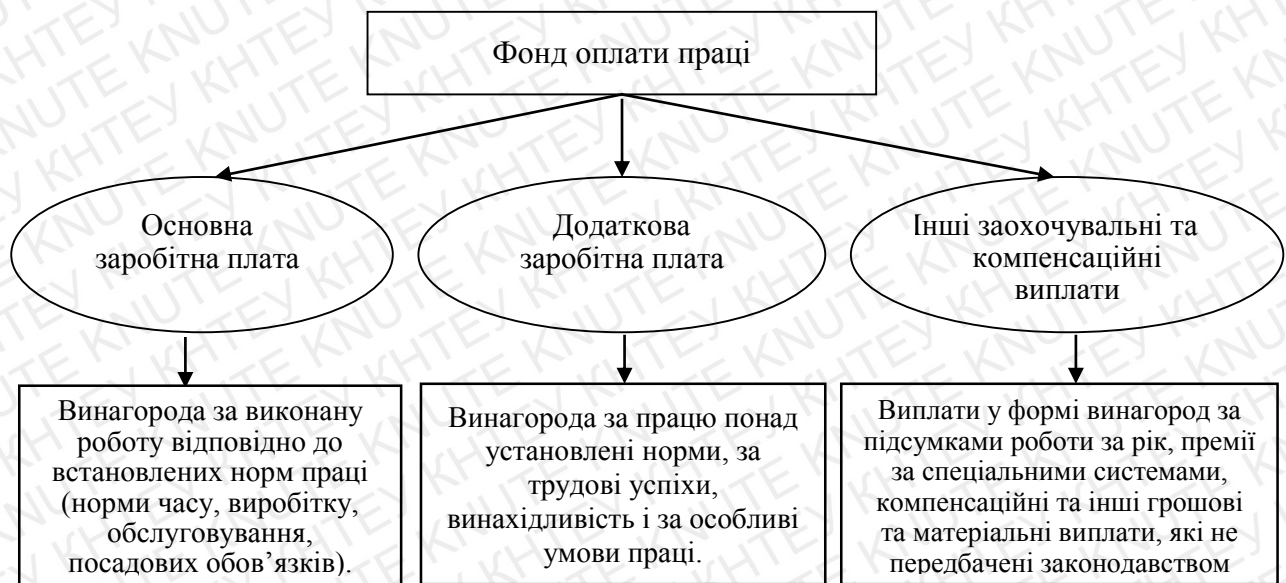 Фонд оплати праці
Основна
заробітна плата
Додаткова
заробітна плата
Інші заохочувальні та
компенсаційні
виплати
Винагорода за виконану
роботу відповідно до
встановлених норм праці
(норми часу, виробітку,
обслуговування,
посадових обов’язків).
Винагорода за працю понад
установлені норми, за
трудові успіхи,
винахідливість і за особливі
умови праці.
Виплати у формі винагород за
підсумками роботи за рік, премії
за спеціальними системами,
компенсаційні та інші грошові
та матеріальні виплати, які не
передбачені законодавством